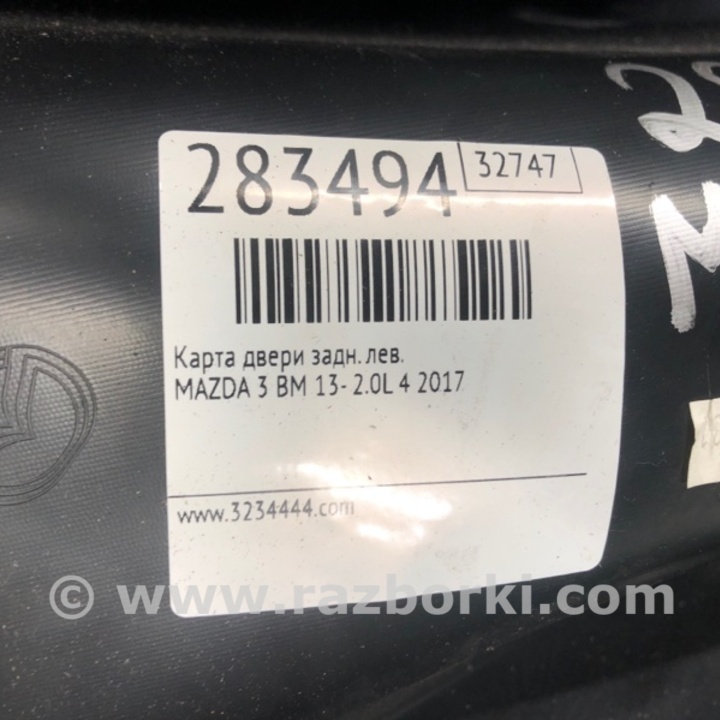 283494
32747
Карта двери задн. лев.
MAZDA 3 BM 13- 2.0L 4 2017
www.3234444.com
© www.razborki.com